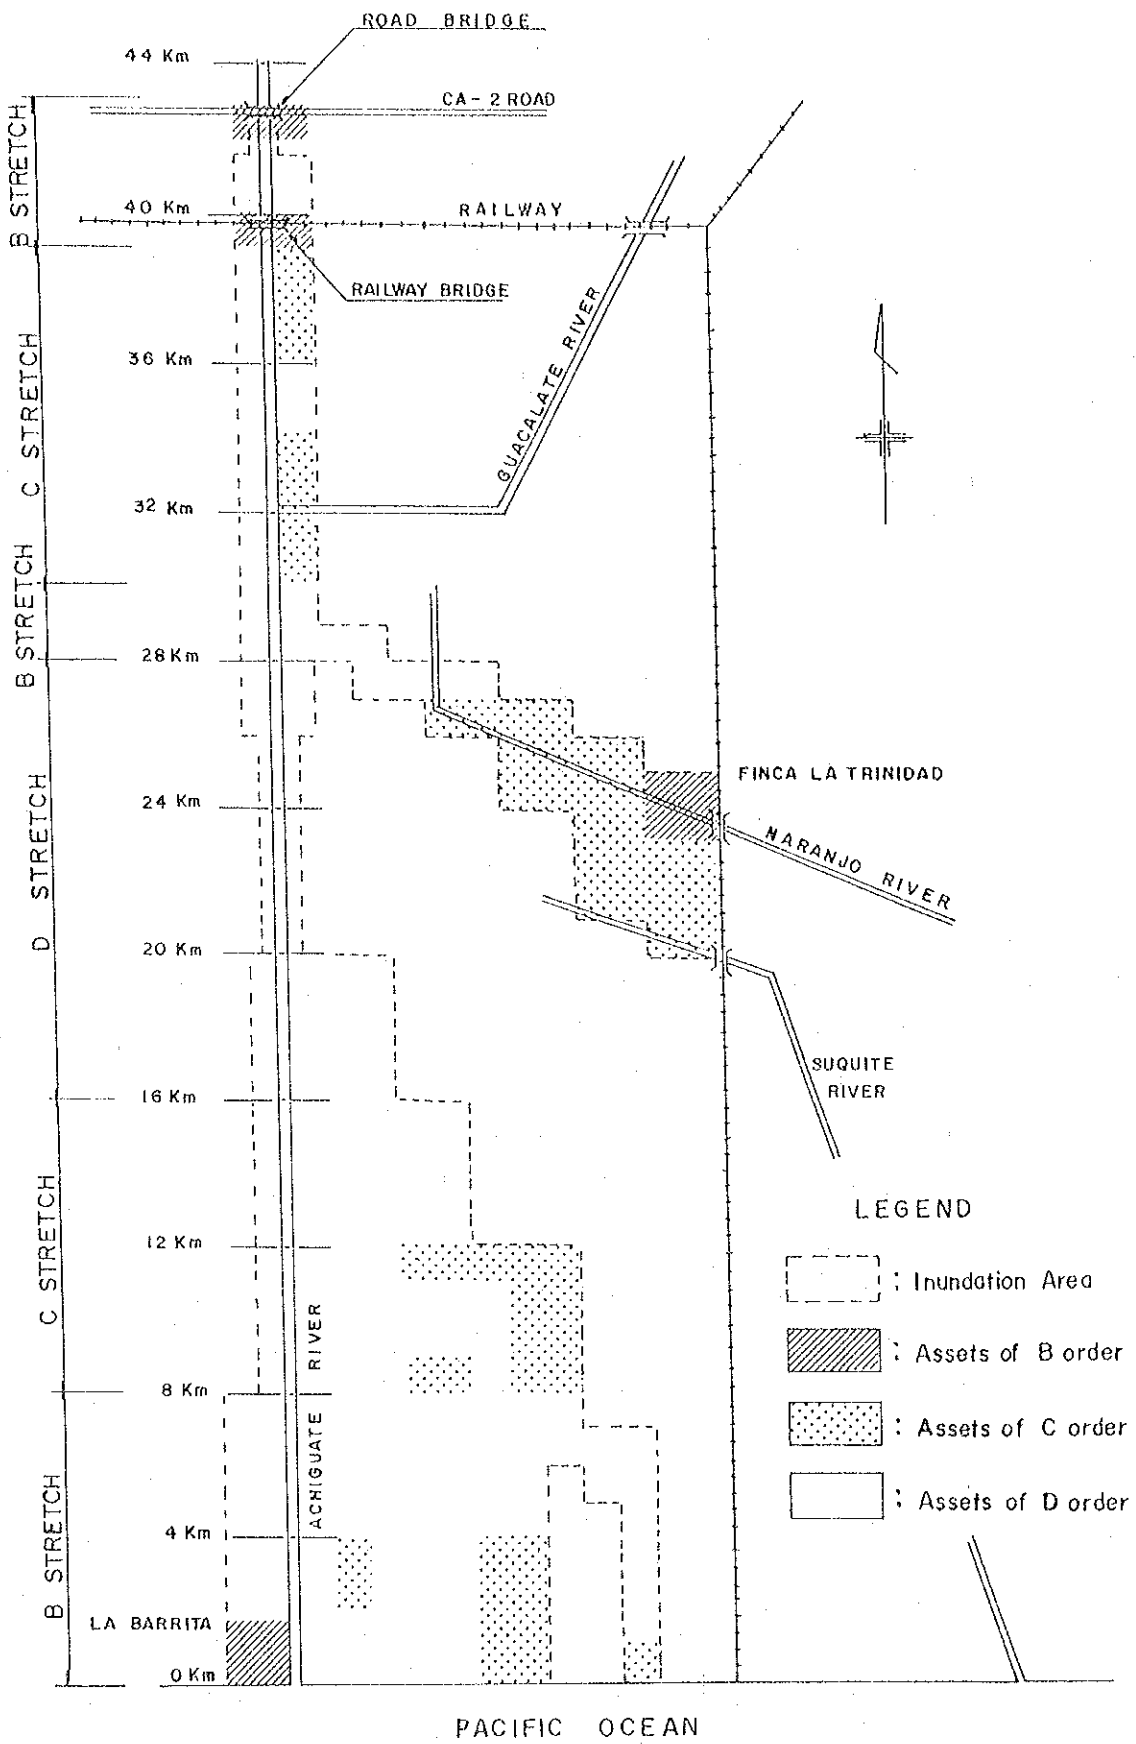 ROAD BRIDGE
44 Km
CA-2 ROAD
B STRETCH
40 Km
RAILWAY
RAILWAY BRIDGE
GUACALATE RIVER
36 Km
C STRETCH
32 Km
B STRETCH
28 Km
FINCA LA TRINIDAD
24 Km
NARANJO RIVER
D STRETCH
20 Km
SUQUITE
RIVER
16 Km
LEGEND
12 Km
C STRETCH
: Inundation Area
ACHIGUATE RIVER
: Assets of B order
8 Km
: Assets of C order
: Assets of D order
4 Km
B STRETCH
LA BARRITA
0 Km
PACIFIC OCEAN